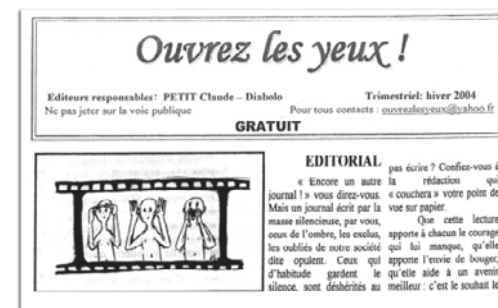 Ouvrez les yeux !
Editeurs responsables: PETIT Claude – Diabolo
Trimestriel: hiver 2004
Ne pas jeter sur la voie publique
Pour tous contacts : ouvrezlesyeux@yahoo.fr
GRATUIT
EDITORIAL
« Encore un autre
journal ! » vous direz-vous.
Mais un journal écrit par la
masse silencieuse, par vous,
ceux de l'ombre, les exclus,
les oubliés de notre société
dite opulent. Ceux qui
d'habitude gardent le
silence, sont déshérités au
pas écrire ? Confiez-vous à
la rédaction qui
« couchera » votre point de
vue sur papier.
Que cette lecture
apporte à chacun le courage
qui lui manque, qu'elle
apporte l'envie de bouger,
qu'elle aide à un avenir
meilleur : c'est le souhait le